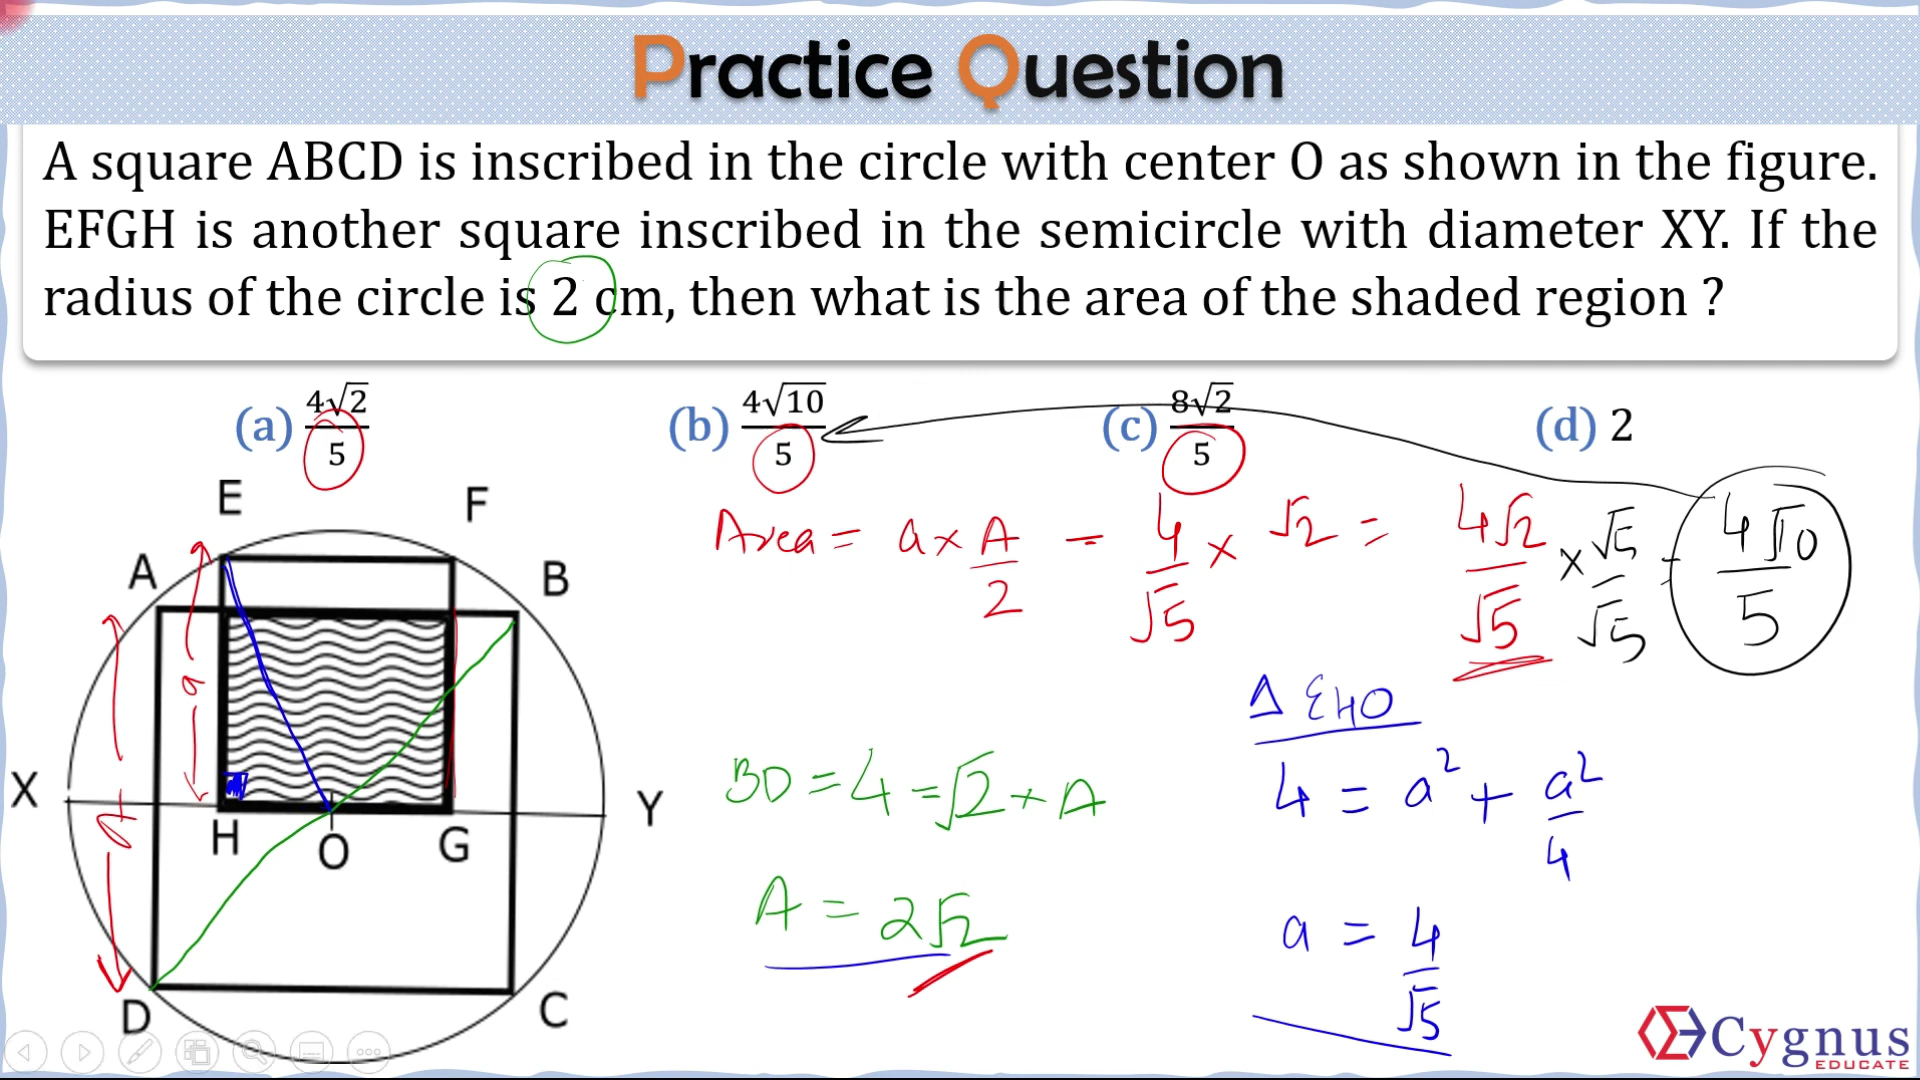 Practice Question
A square ABCD is inscribed in the circle with center O as shown in the figure.
EFGH is another square inscribed in the semicircle with diameter XY. If the
radius of the circle is 2 cm, then what is the area of the shaded region ?
(a) 4√2/5 (b) 4√10/5 (c) 8√2/5 (d) 2
E F
A B
X Y
H O G
D C
a
A
Area = a × A/2 = 4/√5 × √2 = 4√2/√5 × √5/√5 = 4√10/5
Δ EHO
BD = 4 = √2 × A
4 = a² + a²/4
A = 2√2
a = 4/√5
Cygnus
EDUCATE